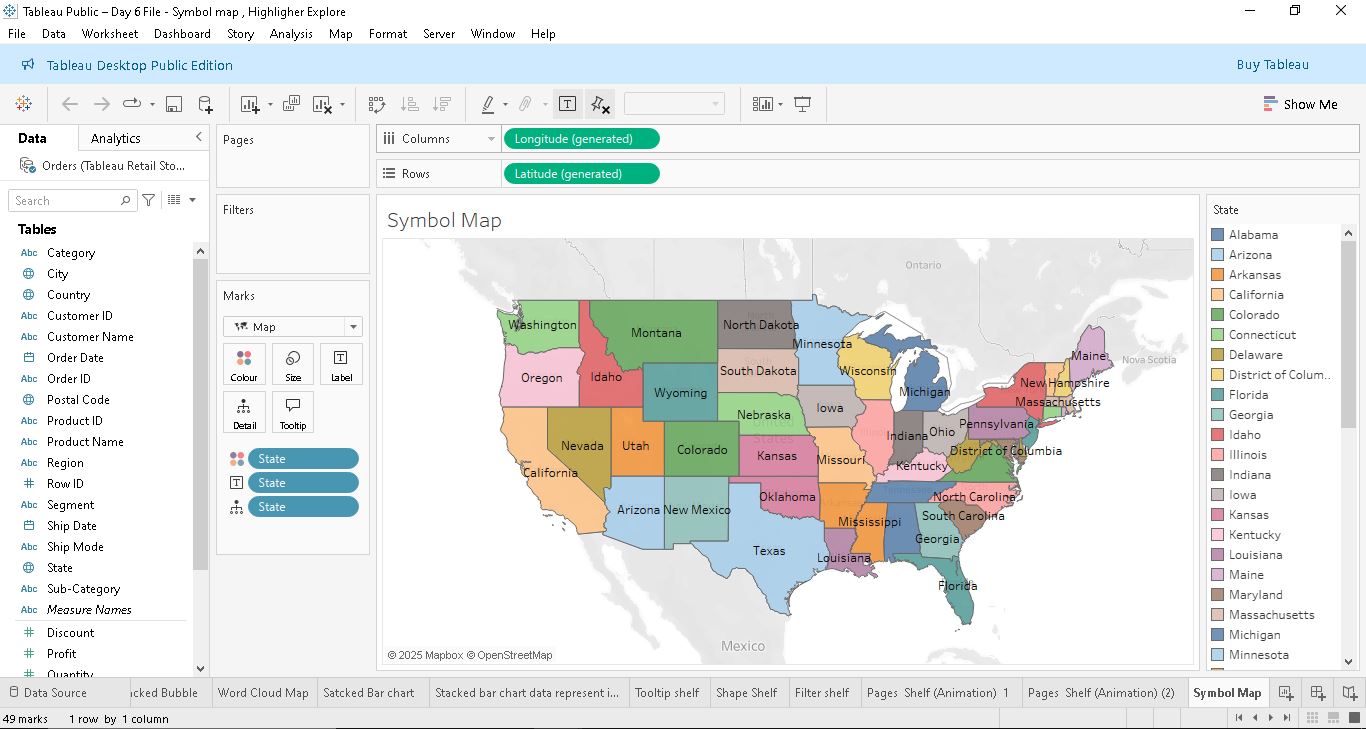 Tableau Public – Day 6 File - Symbol map , Highligher Explore
File Data Worksheet Dashboard Story Analysis Map Format Server Window Help
Tableau Desktop Public Edition
Buy Tableau
Show Me
Data
Analytics
Orders (Tableau Retail Sto...
Search
Tables
Abc Category
City
Country
Abc Customer ID
Abc Customer Name
Order Date
Abc Order ID
Postal Code
Abc Product ID
Abc Product Name
Abc Region
Row ID
Abc Segment
Ship Date
Abc Ship Mode
State
Abc Sub-Category
Abc Measure Names
Discount
Profit
Quantity
Pages
Filters
Marks
Map
Colour
Size
Label
Detail
Tooltip
State
State
State
Columns
Longitude (generated)
Rows
Latitude (generated)
Symbol Map
Ontario
Nova Scotia
Washington
Montana
North Dakota
Minnesota
Maine
Oregon
Idaho
South Dakota
Wisconsin
Michigan
New Hampshire
Wyoming
Massachusetts
Nebraska
Iowa
Pennsylvania
Nevada
Utah
Colorado
United States
Kansas
Missouri
Illinois
Indiana
Ohio
District of Columbia
California
Kentucky
Arizona
New Mexico
Oklahoma
Arkansas
Tennessee
North Carolina
South Carolina
Mississippi
Georgia
Texas
Louisiana
Florida
Mexico
© 2025 Mapbox © OpenStreetMap
State
Alabama
Arizona
Arkansas
California
Colorado
Connecticut
Delaware
District of Colum...
Florida
Georgia
Idaho
Illinois
Indiana
Iowa
Kansas
Kentucky
Louisiana
Maine
Maryland
Massachusetts
Michigan
Minnesota
Data Source
cked Bubble
Word Cloud Map
Satcked Bar chart
Stacked bar chart data represent i...
Tooltip shelf
Shape Shelf
Filter shelf
Pages Shelf (Animation) 1
Pages Shelf (Animation) (2)
Symbol Map
49 marks
1 row by 1 column